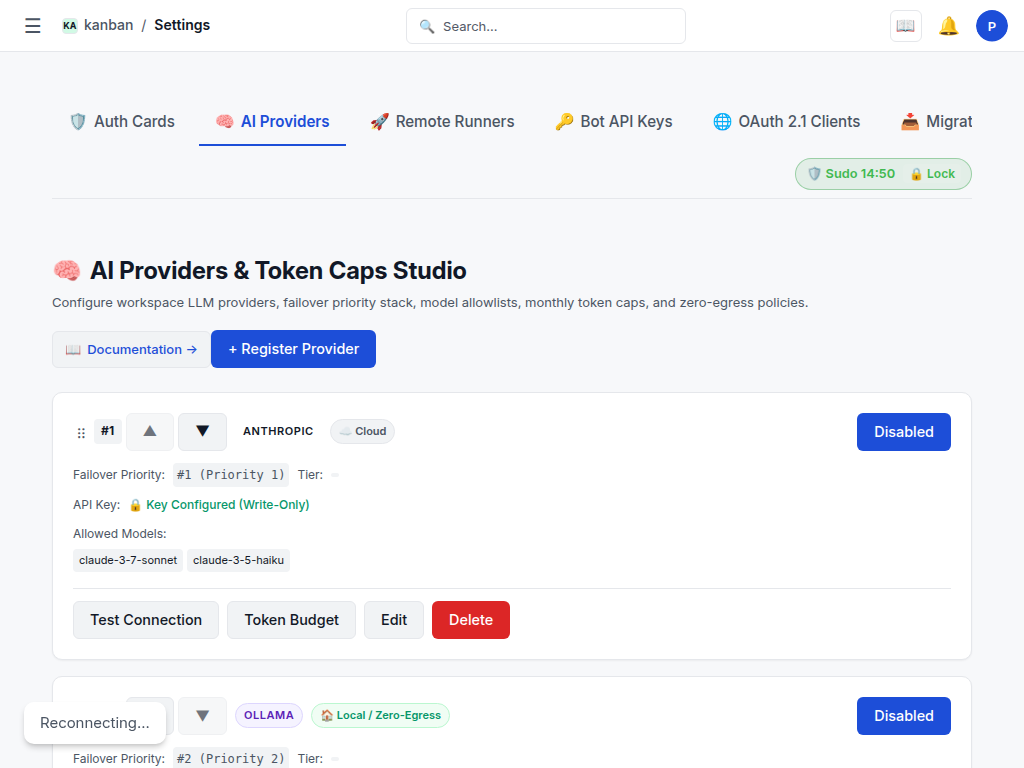 KA kanban / Settings
Search...
P
Auth Cards
AI Providers
Remote Runners
Bot API Keys
OAuth 2.1 Clients
Migrat
Sudo 14:50 Lock
AI Providers & Token Caps Studio
Configure workspace LLM providers, failover priority stack, model allowlists, monthly token caps, and zero-egress policies.
Documentation →
+ Register Provider
#1 ▲ ▼ ANTHROPIC Cloud
Disabled
Failover Priority: #1 (Priority 1) Tier:
API Key: Key Configured (Write-Only)
Allowed Models:
claude-3-7-sonnet claude-3-5-haiku
Test Connection
Token Budget
Edit
Delete
▼ OLLAMA Local / Zero-Egress
Disabled
Reconnecting...
Failover Priority: #2 (Priority 2) Tier: